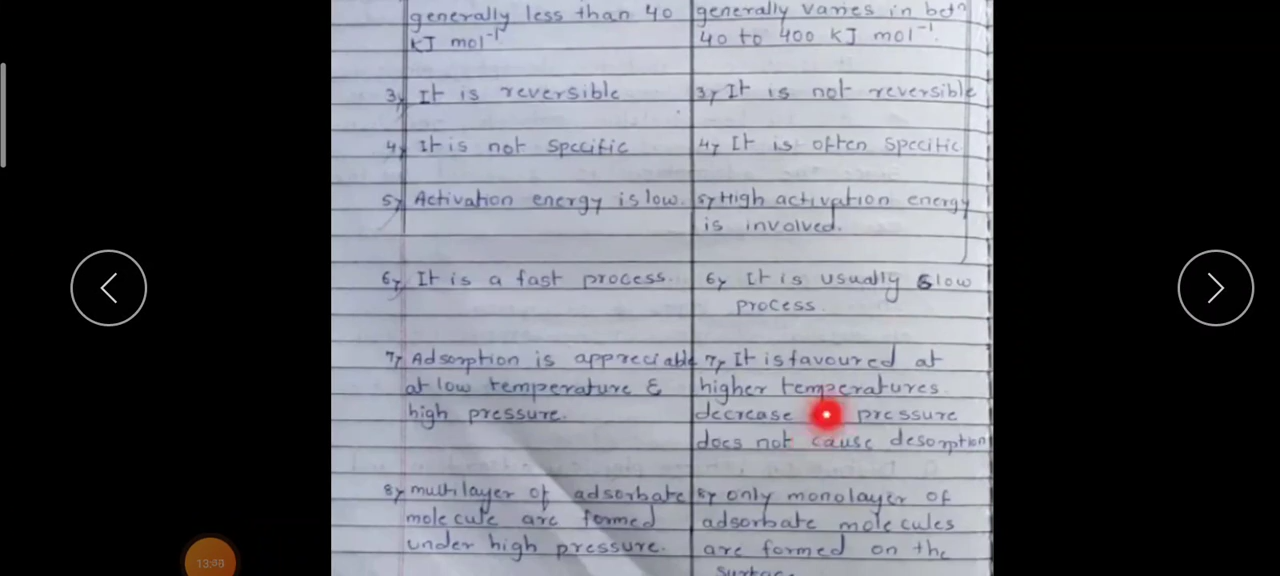 generally less than 40
KJ mol⁻¹
3) It is reversible
4) It is not specific
5) Activation energy is low.
6) It is a fast process.
7) Adsorption is appreciable
at low temperature &
high pressure.
8) multilayer of adsorbate
molecule are formed
under high pressure.
generally varies in betⁿ
40 to 400 KJ mol⁻¹.
3) It is not reversible
4) It is often specific
5) High activation energy
is involved.
6) It is usually slow
process.
7) It is favoured at
higher temperatures.
decrease pressure
does not cause desorption
8) only monolayer of
adsorbate molecules
are formed on the
surface.
13: